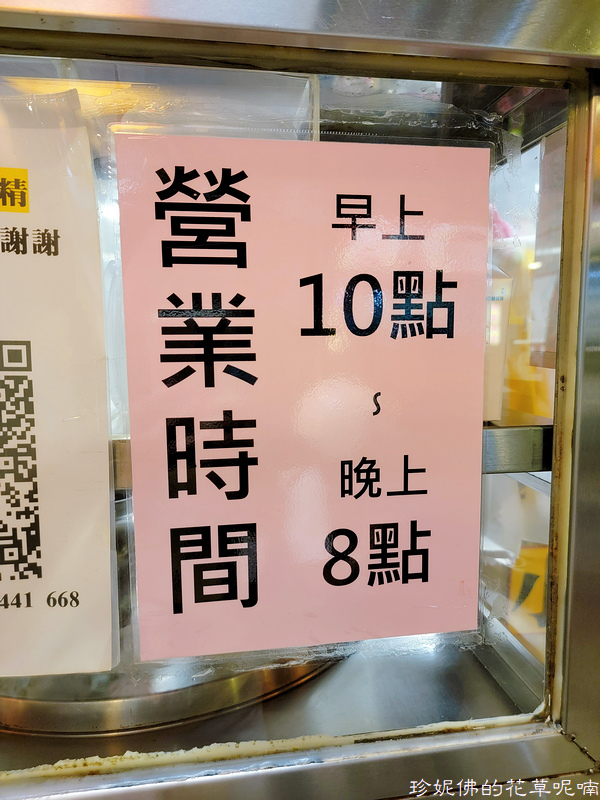 精
謝謝
441 668
營業時間
早上
10點
~
晚上
8點
珍妮佛的花草呢喃